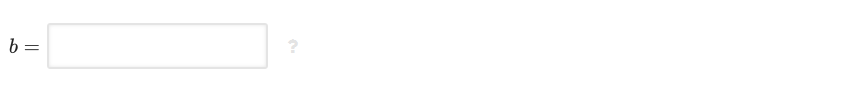 b = ?